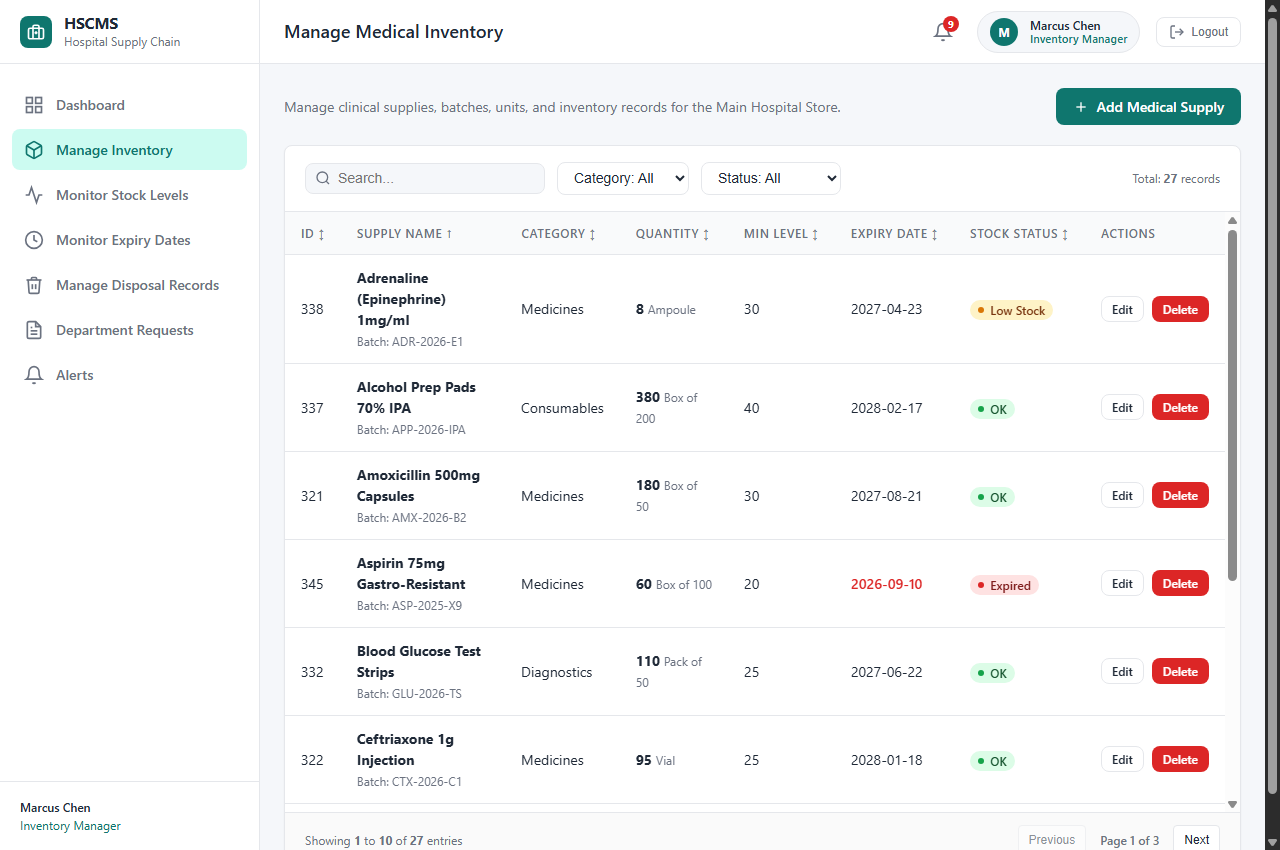 HSCMS
Hospital Supply Chain
Manage Medical Inventory
9
M
Marcus Chen
Inventory Manager
Logout
Dashboard
Manage Inventory
Monitor Stock Levels
Monitor Expiry Dates
Manage Disposal Records
Department Requests
Alerts
Marcus Chen
Inventory Manager
Manage clinical supplies, batches, units, and inventory records for the Main Hospital Store.
+ Add Medical Supply
Search...
Category: All
Status: All
Total: 27 records
ID ↕ SUPPLY NAME ↑ CATEGORY ↕ QUANTITY ↕ MIN LEVEL ↕ EXPIRY DATE ↕ STOCK STATUS ↕ ACTIONS
Adrenaline
(Epinephrine)
1mg/ml
Batch: ADR-2026-E1
338 Medicines 8 Ampoule 30 2027-04-23 Low Stock Edit Delete
Alcohol Prep Pads
70% IPA
Batch: APP-2026-IPA
337 Consumables 380 Box of
200
40 2028-02-17 OK Edit Delete
Amoxicillin 500mg
Capsules
Batch: AMX-2026-B2
321 Medicines 180 Box of
50
30 2027-08-21 OK Edit Delete
Aspirin 75mg
Gastro-Resistant
Batch: ASP-2025-X9
345 Medicines 60 Box of 100 20 2026-09-10 Expired Edit Delete
Blood Glucose Test
Strips
Batch: GLU-2026-TS
332 Diagnostics 110 Pack of
50
25 2027-06-22 OK Edit Delete
Ceftriaxone 1g
Injection
Batch: CTX-2026-C1
322 Medicines 95 Vial 25 2028-01-18 OK Edit Delete
Showing 1 to 10 of 27 entries
Previous Page 1 of 3 Next